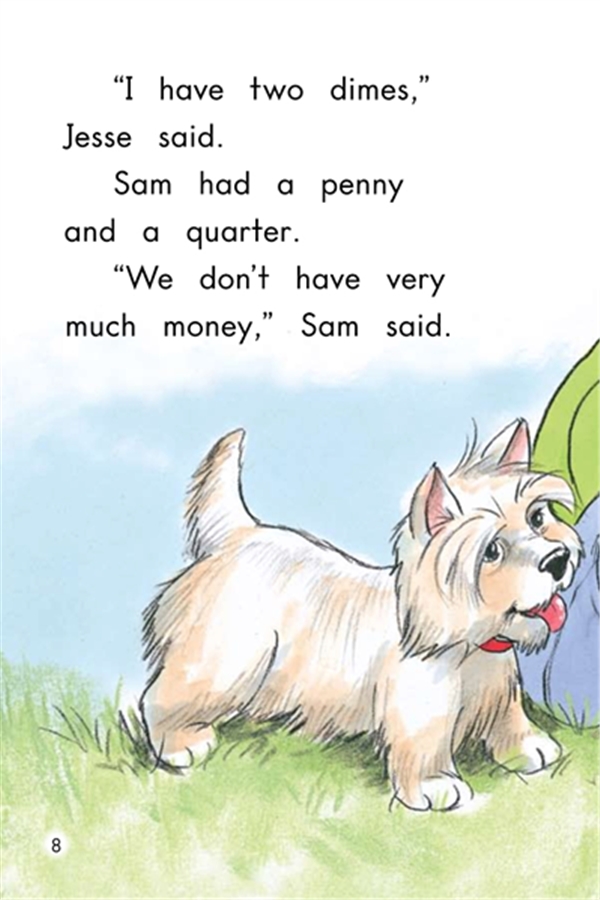 “I have two dimes,”
Jesse said.
Sam had a penny
and a quarter.
“We don’t have very
much money,” Sam said.
8